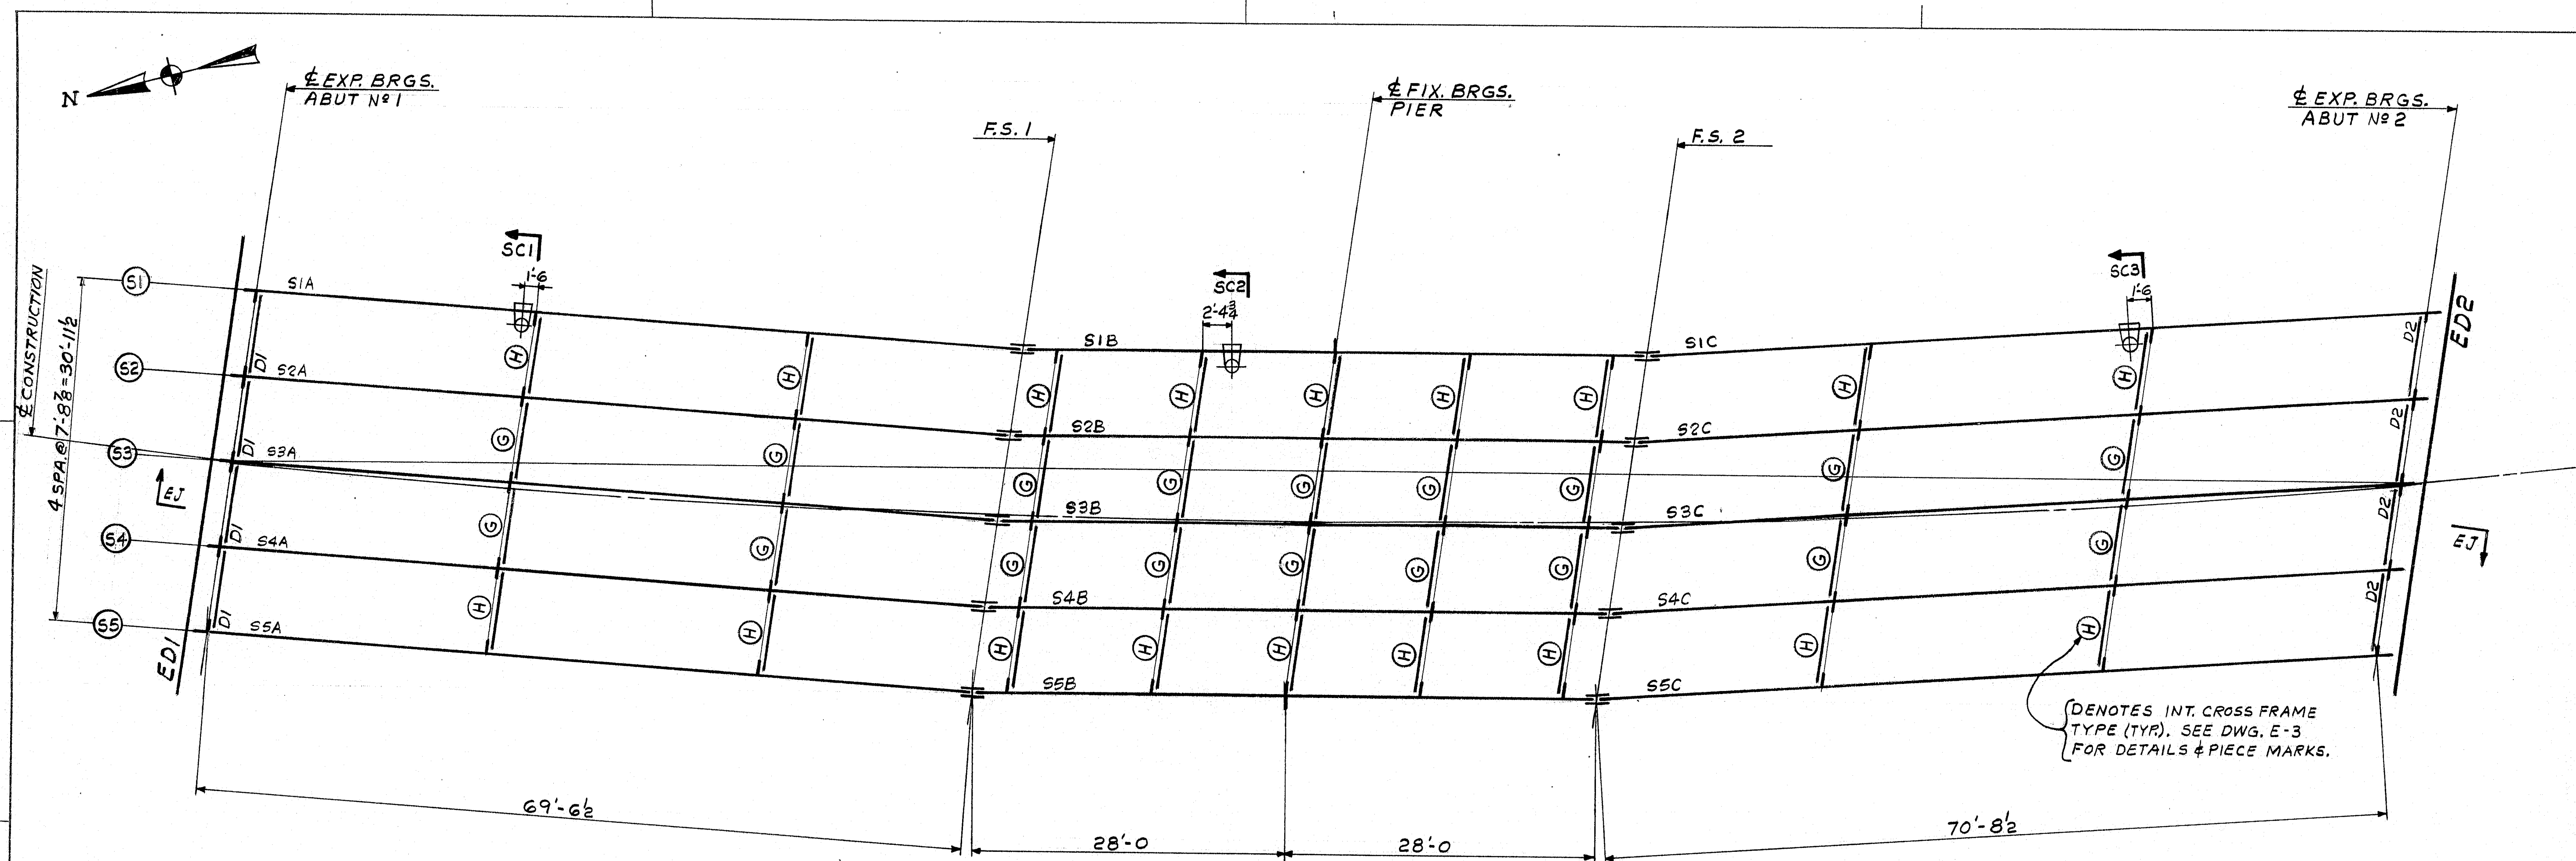 N
℄ EXP. BRGS.
ABUT Nº 1
F.S. 1
℄ FIX. BRGS.
PIER
F.S. 2
℄ EXP. BRGS.
ABUT Nº 2
℄ CONSTRUCTION
4 SPA. @ 7'-8⅞ = 30'-11½
S1
S2
S3
S4
S5
EJ
ED1
SC1
1'-6
SC2
2'-4¾
SC3
1'-6
S1A
S1B
S1C
D1
H
H
H
H
H
H
H
H
H
D2
S2A
S2B
S2C
D1
G
G
G
G
G
G
G
G
G
D2
S3A
S3B
S3C
D1
G
G
G
G
G
G
G
G
G
D2
S4A
S4B
S4C
D1
H
H
H
H
H
H
H
H
H
D2
S5A
S5B
S5C
ED2
EJ
DENOTES INT. CROSS FRAME
TYPE (TYP.). SEE DWG. E-3
FOR DETAILS & PIECE MARKS.
69'-6½
28'-0
28'-0
70'-8½